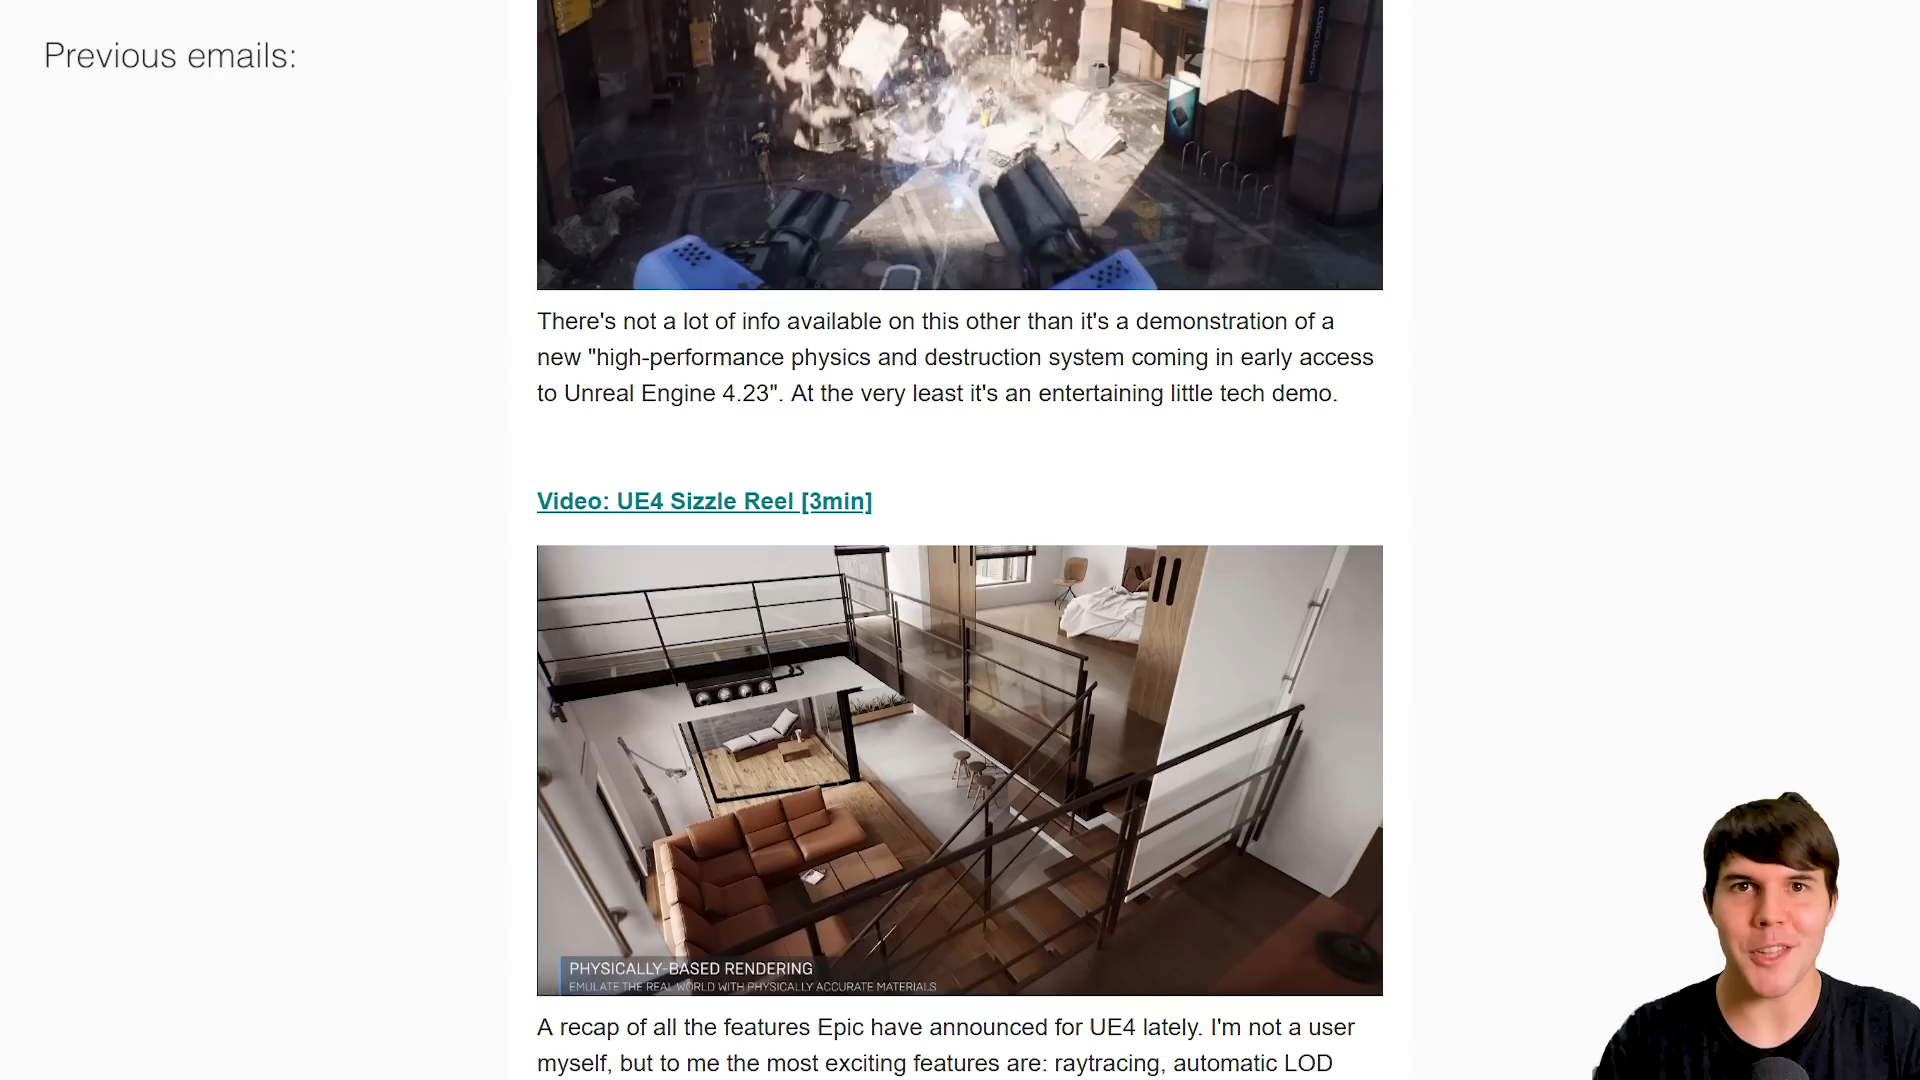 Previous emails:
There's not a lot of info available on this other than it's a demonstration of a
new "high-performance physics and destruction system coming in early access
to Unreal Engine 4.23". At the very least it's an entertaining little tech demo.
Video: UE4 Sizzle Reel [3min]
PHYSICALLY-BASED RENDERING
EMULATE THE REAL WORLD WITH PHYSICALLY ACCURATE MATERIALS
A recap of all the features Epic have announced for UE4 lately. I'm not a user
myself, but to me the most exciting features are: raytracing, automatic LOD